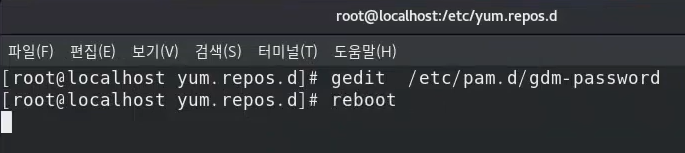 root@localhost:/etc/yum.repos.d
파일(F) 편집(E) 보기(V) 검색(S) 터미널(T) 도움말(H)
[root@localhost yum.repos.d]# gedit  /etc/pam.d/gdm-password
[root@localhost yum.repos.d]# reboot